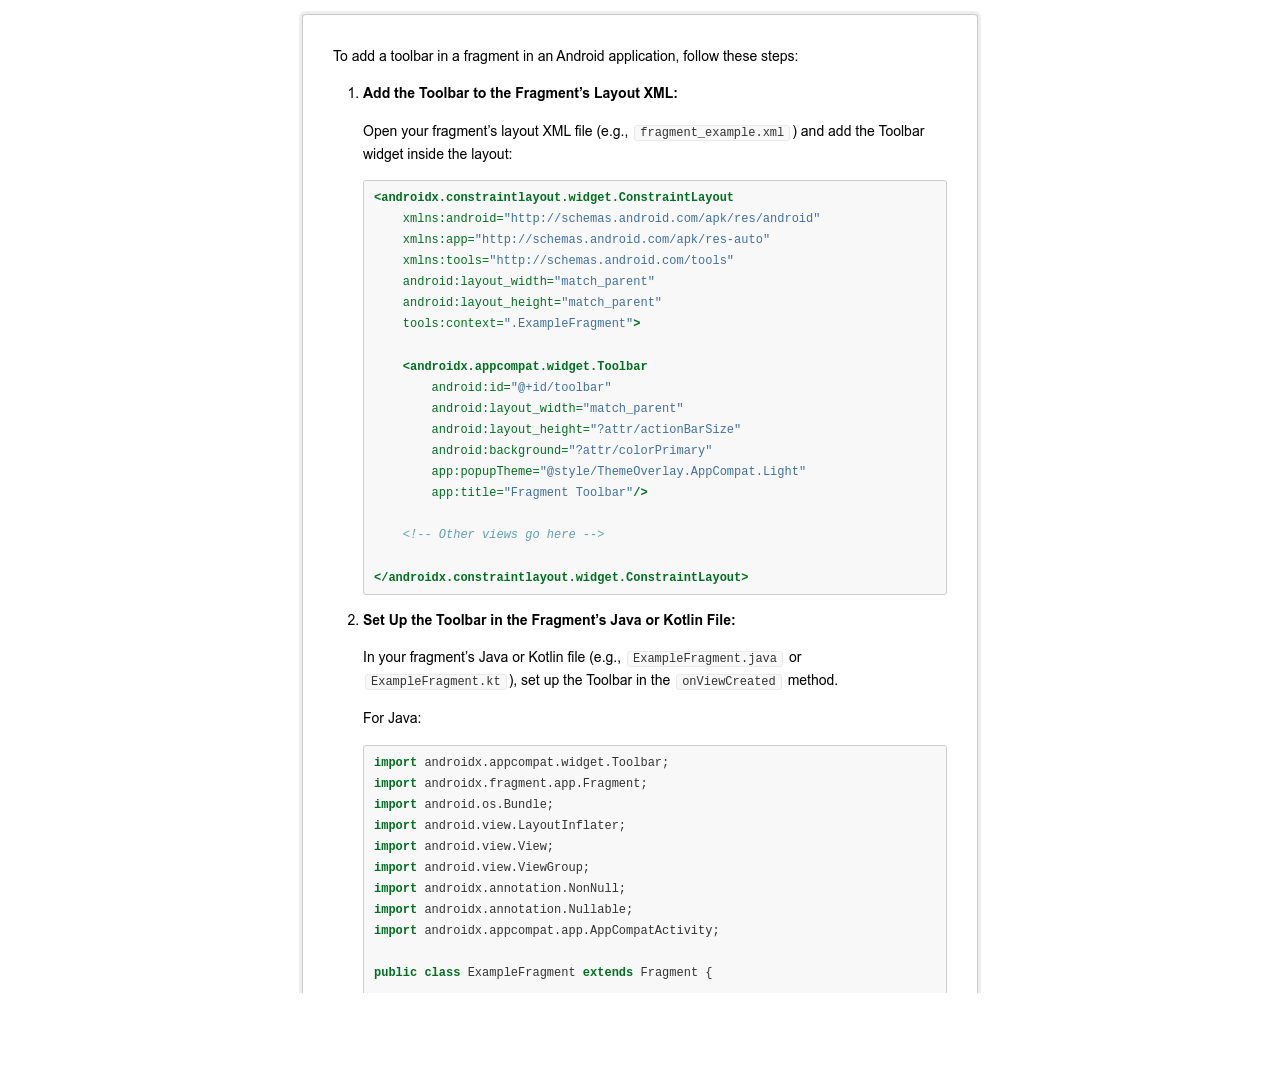 To add a toolbar in a fragment in an Android application, follow these steps:
1. Add the Toolbar to the Fragment’s Layout XML:
Open your fragment’s layout XML file (e.g., fragment_example.xml ) and add the Toolbar
widget inside the layout:
<androidx.constraintlayout.widget.ConstraintLayout
    xmlns:android="http://schemas.android.com/apk/res/android"
    xmlns:app="http://schemas.android.com/apk/res-auto"
    xmlns:tools="http://schemas.android.com/tools"
    android:layout_width="match_parent"
    android:layout_height="match_parent"
    tools:context=".ExampleFragment">
    <androidx.appcompat.widget.Toolbar
        android:id="@+id/toolbar"
        android:layout_width="match_parent"
        android:layout_height="?attr/actionBarSize"
        android:background="?attr/colorPrimary"
        app:popupTheme="@style/ThemeOverlay.AppCompat.Light"
        app:title="Fragment Toolbar"/>
    <!-- Other views go here -->
</androidx.constraintlayout.widget.ConstraintLayout>
2. Set Up the Toolbar in the Fragment’s Java or Kotlin File:
In your fragment’s Java or Kotlin file (e.g., ExampleFragment.java or
ExampleFragment.kt ), set up the Toolbar in the onViewCreated method.
For Java:
import androidx.appcompat.widget.Toolbar;
import androidx.fragment.app.Fragment;
import android.os.Bundle;
import android.view.LayoutInflater;
import android.view.View;
import android.view.ViewGroup;
import androidx.annotation.NonNull;
import androidx.annotation.Nullable;
import androidx.appcompat.app.AppCompatActivity;
public class ExampleFragment extends Fragment {